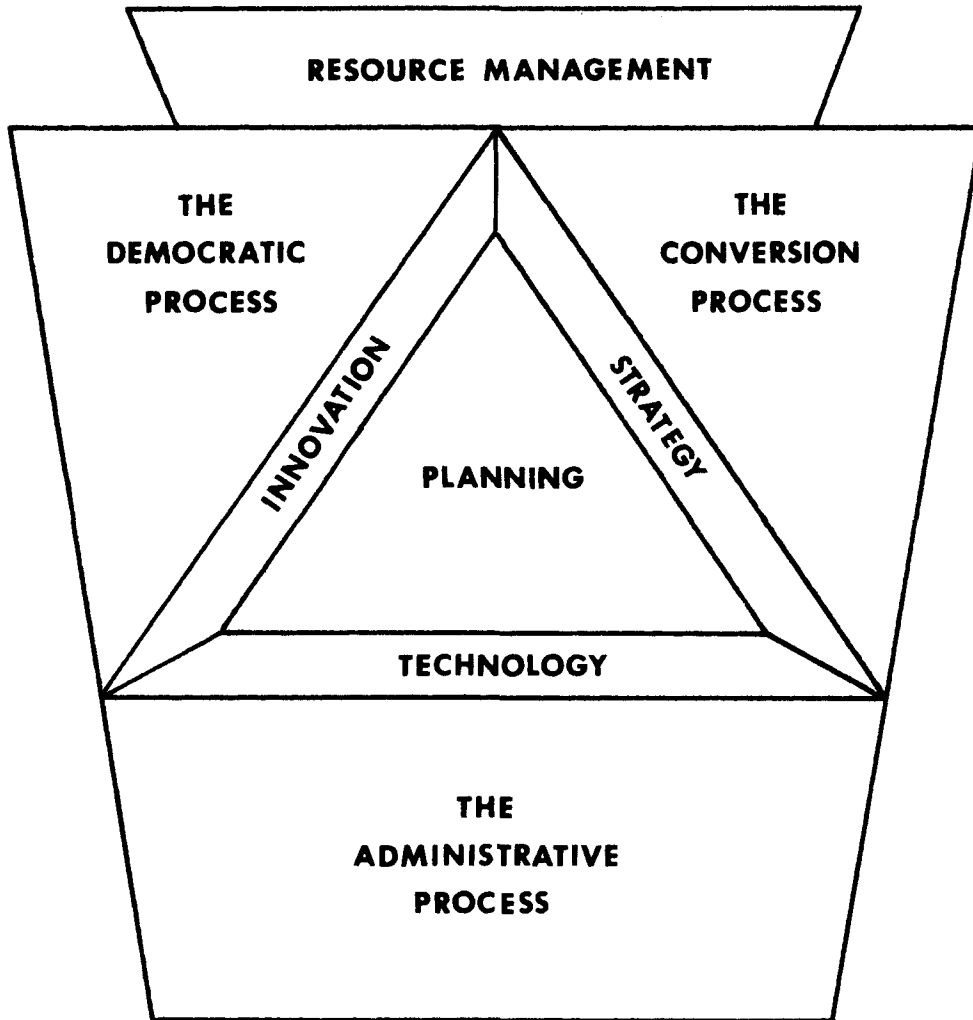 RESOURCE MANAGEMENT
THE
DEMOCRATIC
PROCESS
THE
CONVERSION
PROCESS
INNOVATION
STRATEGY
PLANNING
TECHNOLOGY
THE
ADMINISTRATIVE
PROCESS